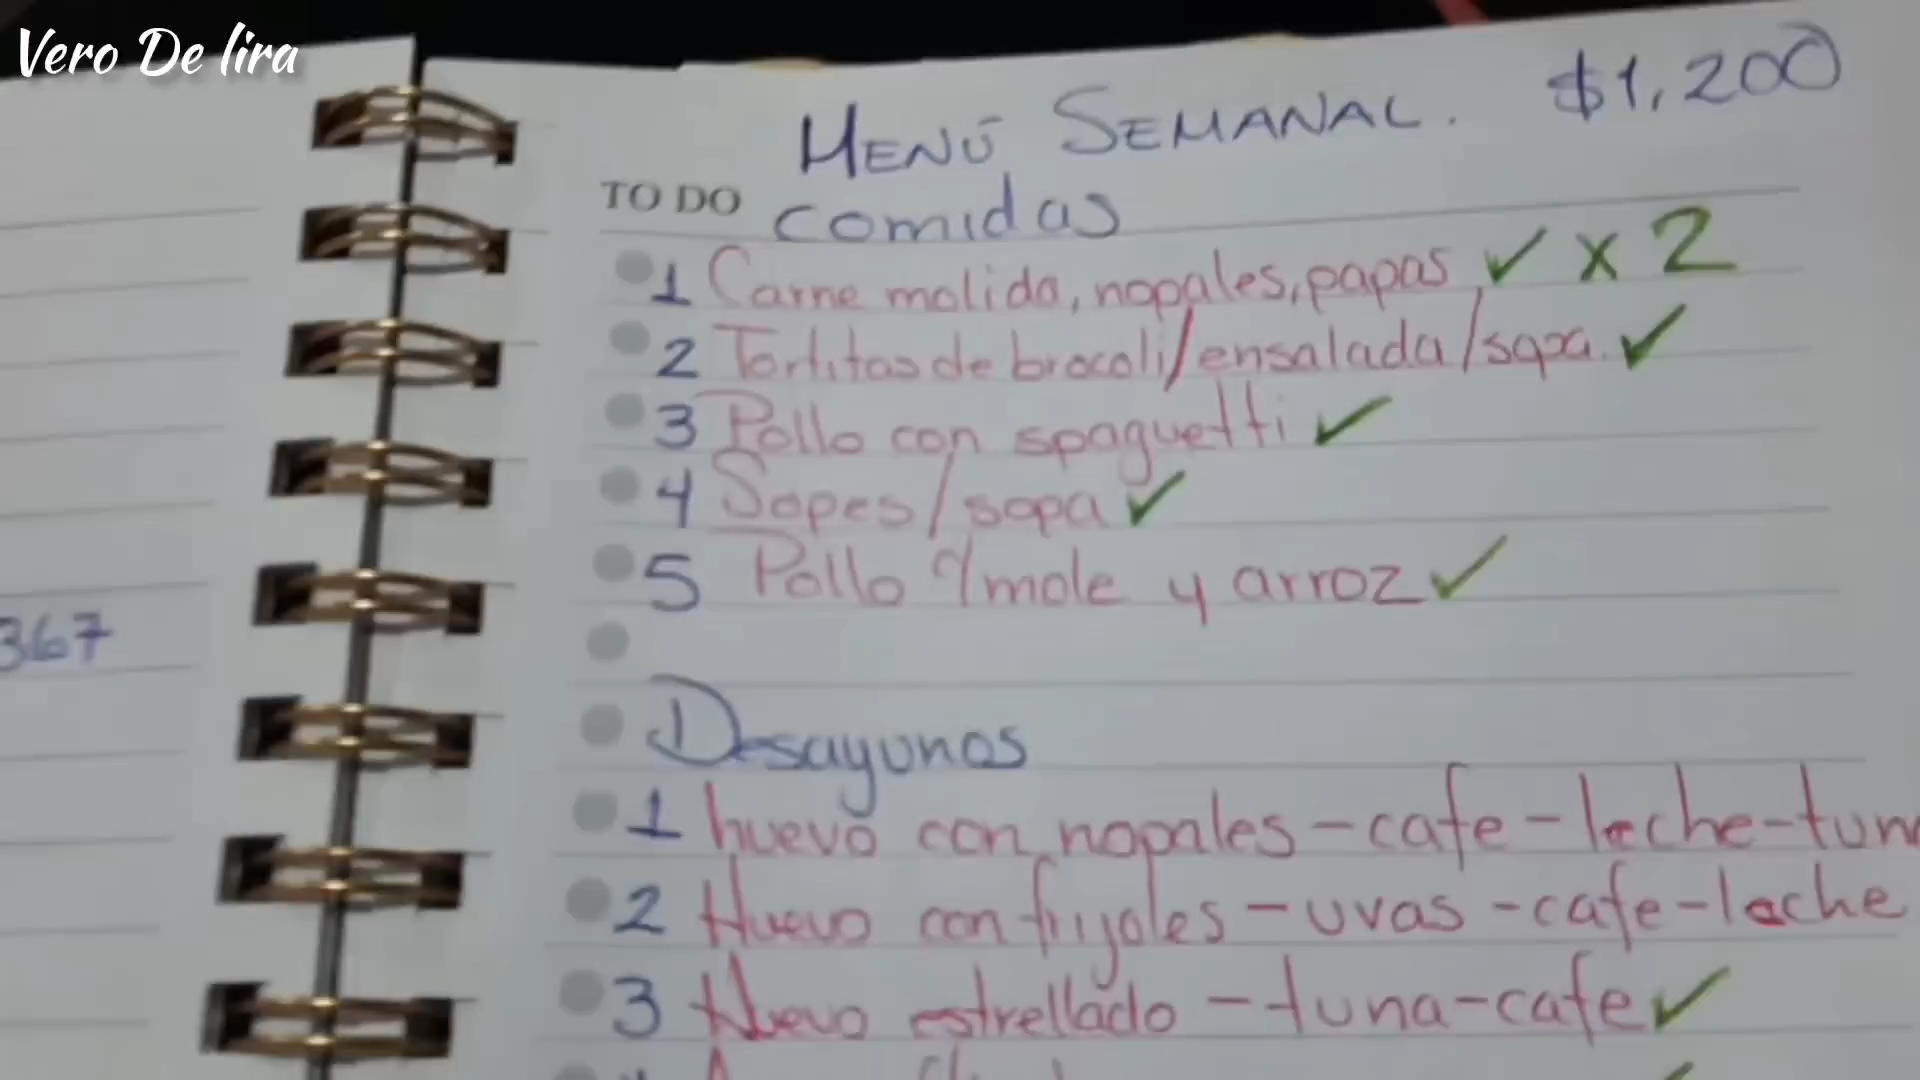 Vero De lira
MENÚ SEMANAL. $1,200
TO DO
comidas
1 Carne molida, nopales, papas ✓ x 2
2 Tortitas de brocoli/ensalada/sopa. ✓
3 Pollo con spaguetti ✓
4 Sopes/sopa ✓
5 Pollo c/mole y arroz ✓
367
Desayunos
1 huevo con nopales - cafe - leche - tuna
2 Huevo con frijoles - uvas - cafe - leche
3 Huevo estrellado - tuna - cafe ✓